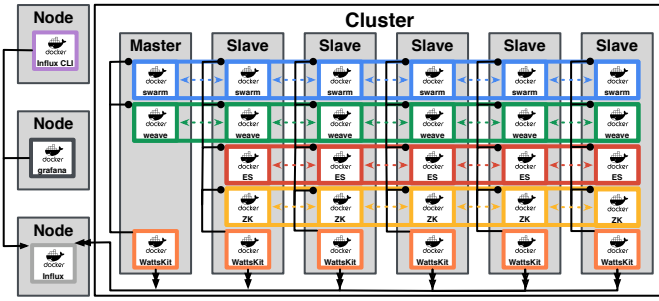 Node
docker
Influx CLI
Node
docker
grafana
Node
docker
Influx
Cluster
Master Slave Slave Slave Slave Slave
docker docker docker docker docker docker
swarm swarm swarm swarm swarm swarm
docker docker docker docker docker docker
weave weave weave weave weave weave
docker docker docker docker docker
ES ES ES ES ES
docker docker docker docker docker
ZK ZK ZK ZK ZK
docker docker docker docker docker docker
WattsKit WattsKit WattsKit WattsKit WattsKit WattsKit